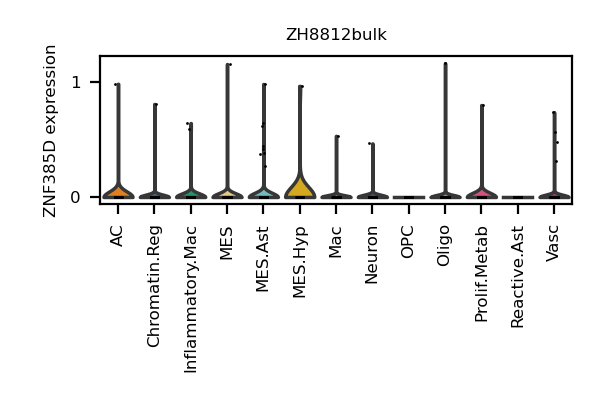 ZH8812bulk
ZNF385D expression
1
0
AC
Chromatin.Reg
Inflammatory.Mac
MES
MES.Ast
MES.Hyp
Mac
Neuron
OPC
Oligo
Prolif.Metab
Reactive.Ast
Vasc